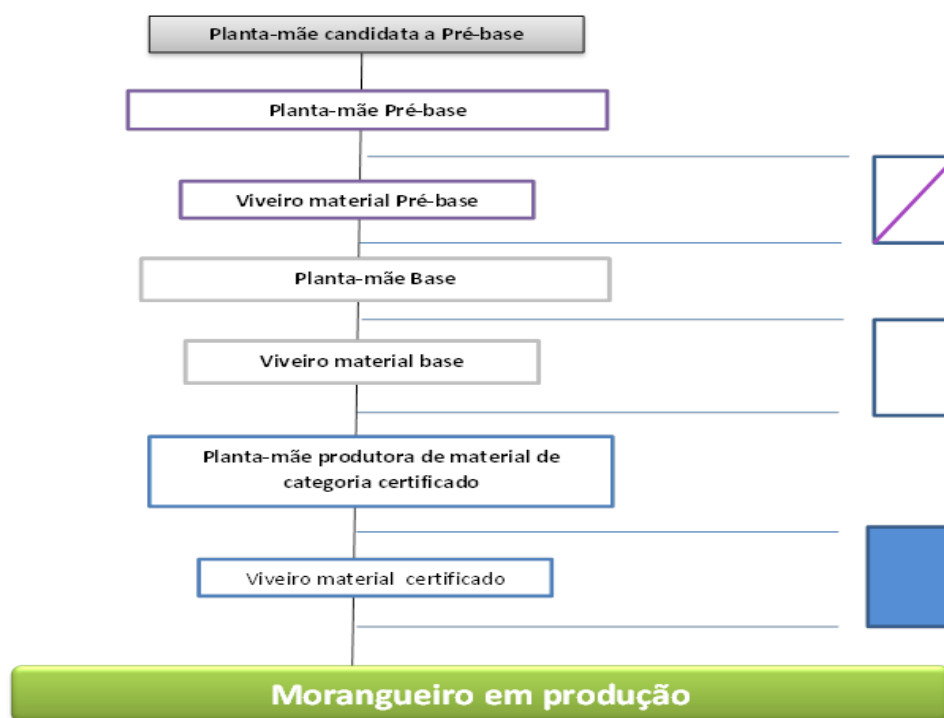 Planta-mãe candidata a Pré-base
Planta-mãe Pré-base
Viveiro material Pré-base
Planta-mãe Base
Viveiro material base
Planta-mãe produtora de material de
categoria certificado
Viveiro material certificado
Morangueiro em produção